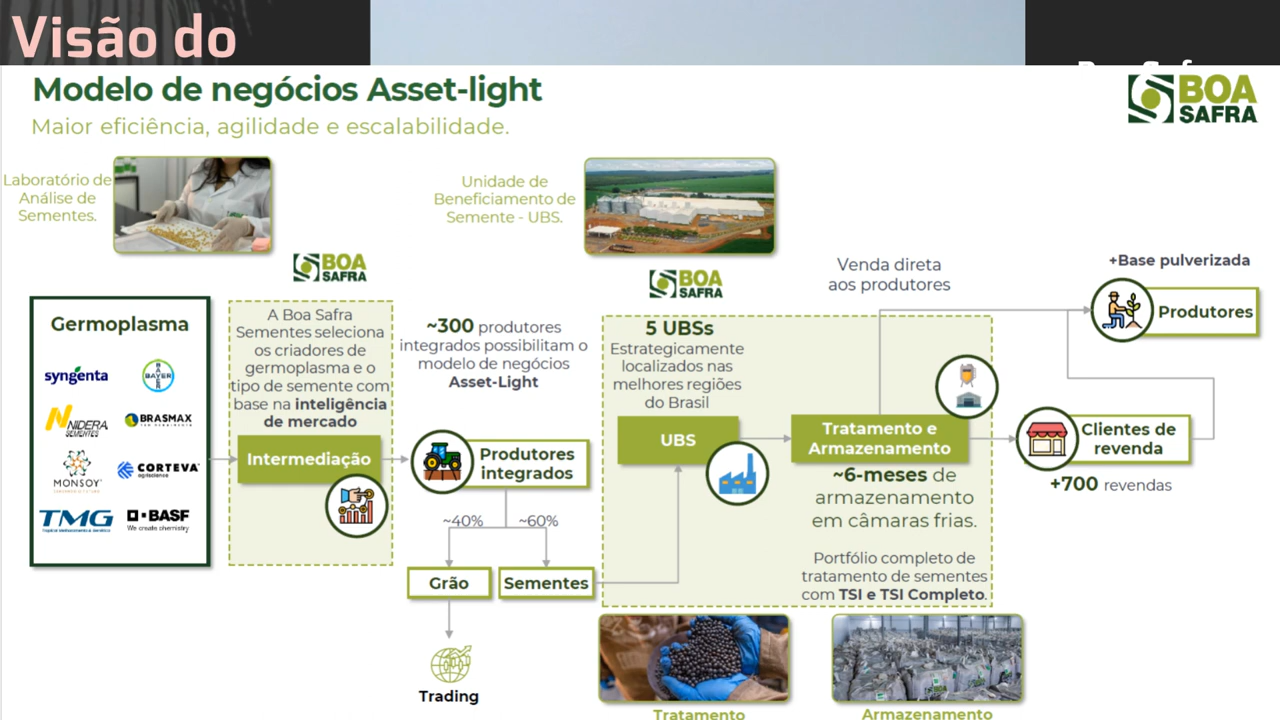 Visão do
Modelo de negócios Asset-light
Maior eficiência, agilidade e escalabilidade.
BOA
SAFRA
Laboratório de
Análise de
Sementes.
Unidade de
Beneficiamento de
Semente - UBS.
BOA
SAFRA
BOA
SAFRA
Venda direta
aos produtores
+Base pulverizada
Produtores
Germoplasma
syngenta
BAYER
NIDERA
SEMENTES
BRASMAX
MONSOY
CORTEVA
agriscience
TMG
BASF
We create chemistry
A Boa Safra
Sementes seleciona
os criadores de
germoplasma e o
tipo de semente com
base na inteligência
de mercado
Intermediação
~300 produtores
integrados possibilitam o
modelo de negócios
Asset-Light
Produtores
integrados
~40%
~60%
Grão
Sementes
Trading
5 UBSs
Estrategicamente
localizados nas
melhores regiões
do Brasil
UBS
Tratamento e
Armazenamento
~6-meses de
armazenamento
em câmaras frias.
Portfólio completo de
tratamento de sementes
com TSI e TSI Completo.
Clientes de
revenda
+700 revendas
Tratamento
Armazenamento